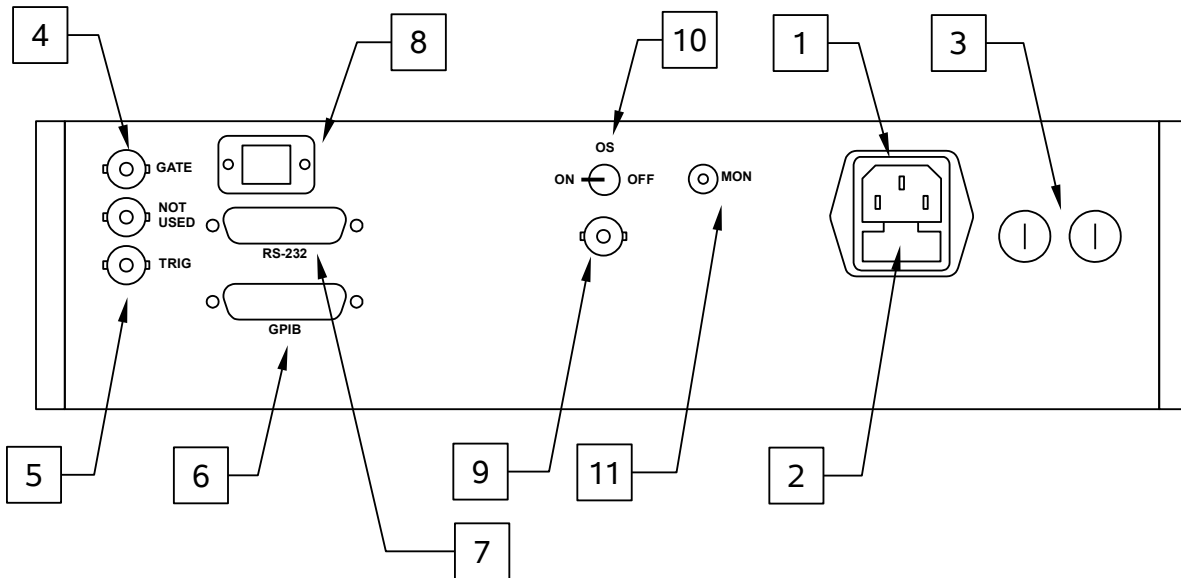 4
8
10
1
3
OS
GATE
ON
OFF
MON
NOT
USED
RS-232
TRIG
GPIB
5
6
9
11
2
7